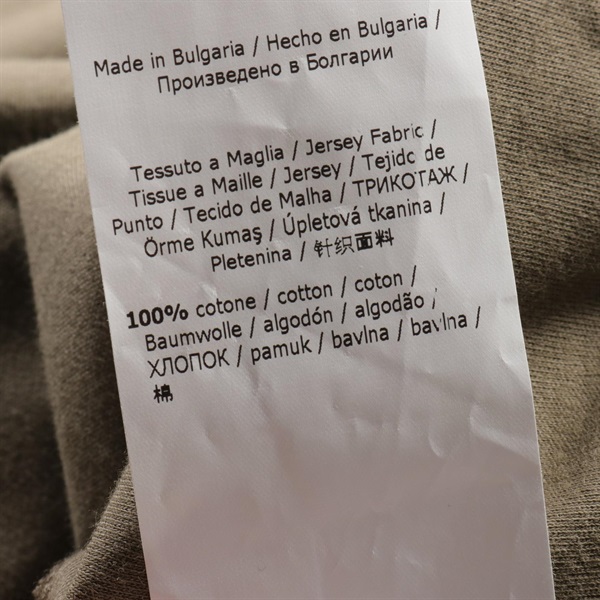 Made in Bulgaria / Hecho en Bulgaria /
Произведено в Болгарии
Tessuto a Maglia / Jersey Fabric /
Tissue a Maille / Jersey / Tejido de
Punto / Tecido de Malha / ТРИКОТАЖ /
Örme Kumaş / Úpletová tkanina /
Pletenina / 针织面料
100% cotone / cotton / coton /
Baumwolle / algodón / algodão /
ХЛОПОК / pamuk / bavlna / bavlna /
棉